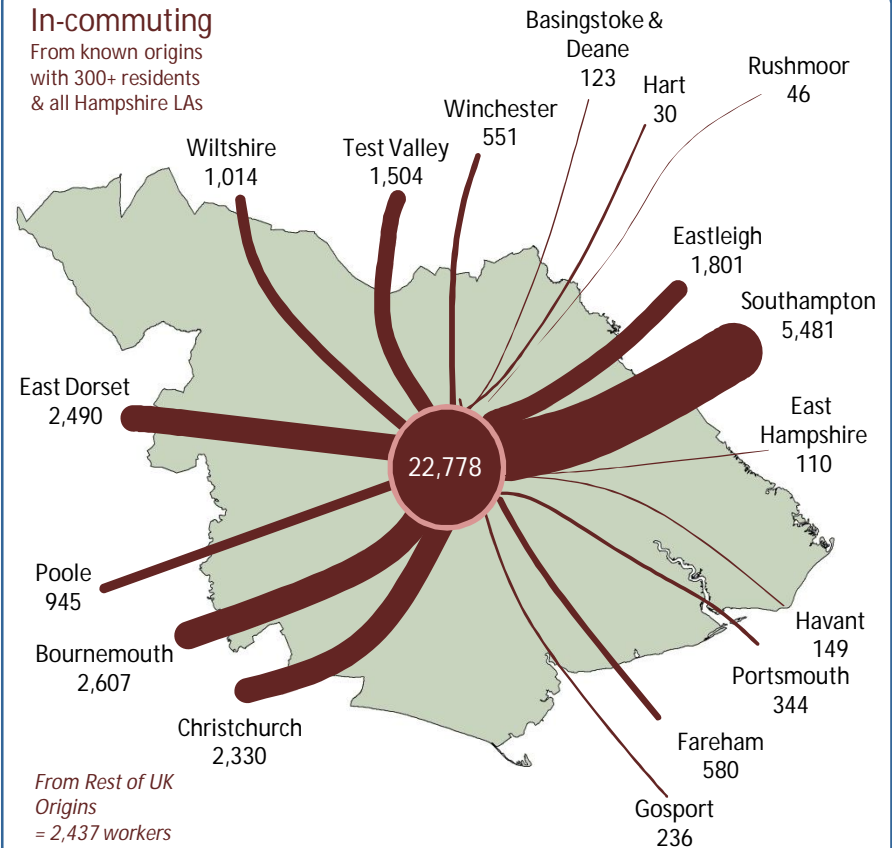 In-commuting
From known origins
with 300+ residents
& all Hampshire LAs
Basingstoke &
Deane
123
Hart
30
Rushmoor
46
Winchester
551
Wiltshire
1,014
Test Valley
1,504
Eastleigh
1,801
Southampton
5,481
East Dorset
2,490
East
Hampshire
110
22,778
Poole
945
Havant
149
Bournemouth
2,607
Portsmouth
344
Christchurch
2,330
Fareham
580
Gosport
236
From Rest of UK
Origins
= 2,437 workers